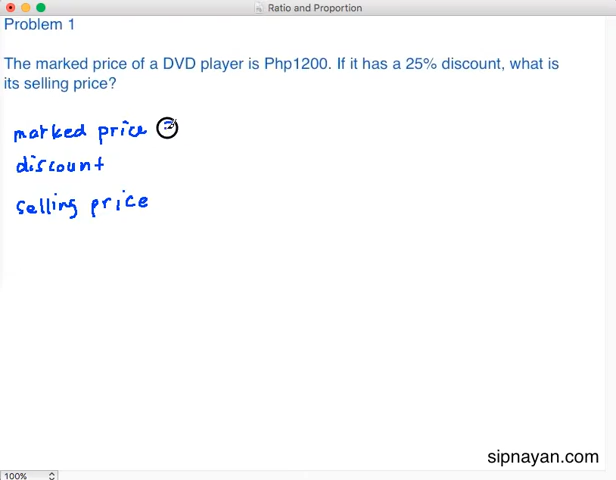 Ratio and Proportion
Problem 1
The marked price of a DVD player is Php1200. If it has a 25% discount, what is
its selling price?
marked price =
discount
selling price
sipnayan.com
100%